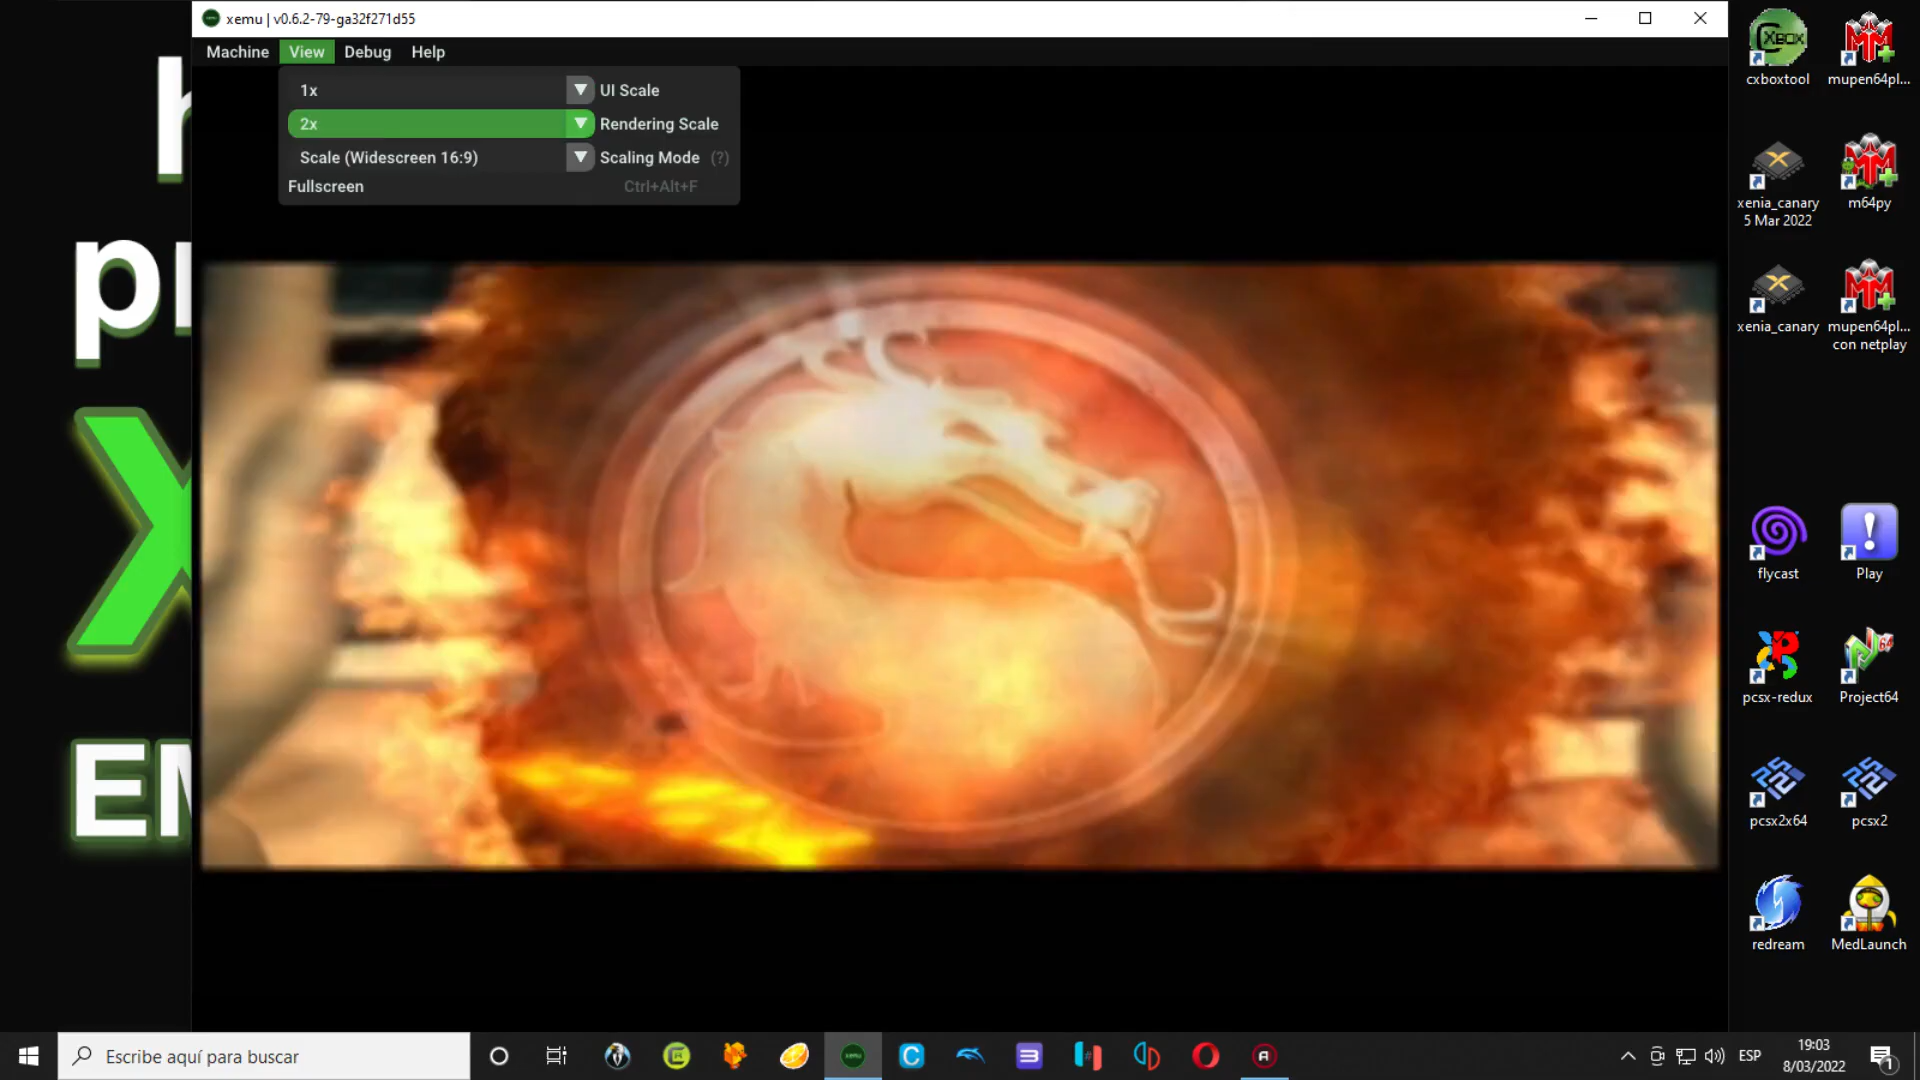 xemu | v0.6.2-79-ga32f271d55
Machine View Debug Help
1x UI Scale
2x Rendering Scale
Scale (Widescreen 16:9) Scaling Mode (?)
Fullscreen Ctrl+Alt+F
cxboxtool
mupen64pl...
xenia_canary
5 Mar 2022
m64py
xenia_canary
mupen64pl...
con netplay
flycast
Play
pcsx-redux
Project64
pcsx2x64
pcsx2
redream
MedLaunch
Escribe aquí para buscar
ESP
19:03
8/03/2022
1